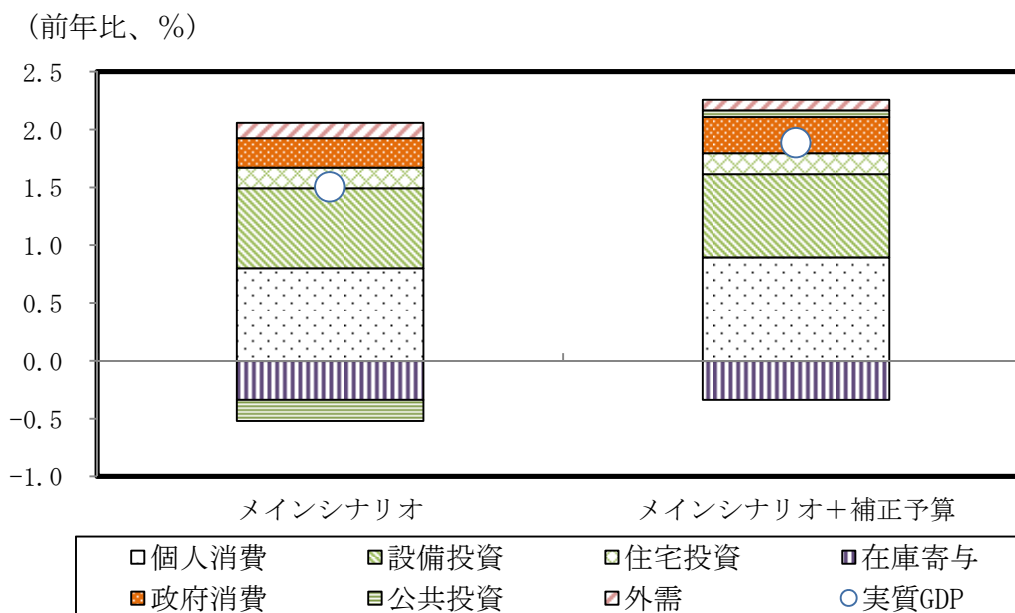 (前年比、%)
2.5
2.0
1.5
1.0
0.5
0.0
-0.5
-1.0
メインシナリオ メインシナリオ＋補正予算
個人消費 設備投資 住宅投資 在庫寄与
政府消費 公共投資 外需 実質GDP